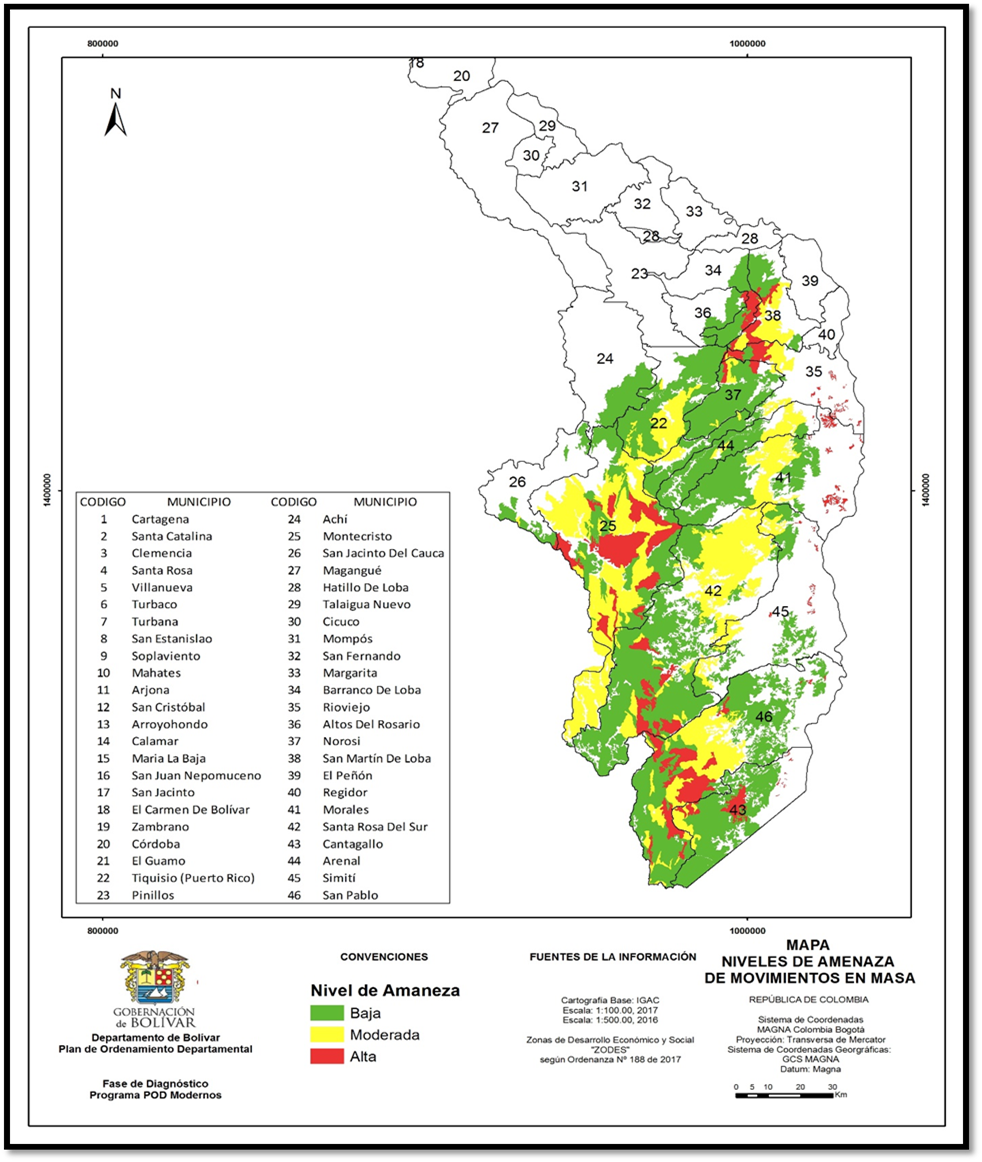 800000 1000000
18
20
N
27
29
30
31
32
33
28
28
23
34
39
36
38
40
24
35
37
22
44
26
41
1400000
1400000
25
42
45
46
43
CODIGO MUNICIPIO CODIGO MUNICIPIO
1 Cartagena 24 Achí
2 Santa Catalina 25 Montecristo
3 Clemencia 26 San Jacinto Del Cauca
4 Santa Rosa 27 Magangué
5 Villanueva 28 Hatillo De Loba
6 Turbaco 29 Talaigua Nuevo
7 Turbana 30 Cicuco
8 San Estanislao 31 Mompós
9 Soplaviento 32 San Fernando
10 Mahates 33 Margarita
11 Arjona 34 Barranco De Loba
12 San Cristóbal 35 Rioviejo
13 Arroyohondo 36 Altos Del Rosario
14 Calamar 37 Norosi
15 Maria La Baja 38 San Martín De Loba
16 San Juan Nepomuceno 39 El Peñón
17 San Jacinto 40 Regidor
18 El Carmen De Bolívar 41 Morales
19 Zambrano 42 Santa Rosa Del Sur
20 Córdoba 43 Cantagallo
21 El Guamo 44 Arenal
22 Tiquisio (Puerto Rico) 45 Simití
23 Pinillos 46 San Pablo
800000 1000000
GOBERNACIÓN
de BOLÍVAR
Departamento de Bolívar
Plan de Ordenamiento Departamental
Fase de Diagnóstico
Programa POD Modernos
CONVENCIONES
Nivel de Amaneza
Baja
Moderada
Alta
FUENTES DE LA INFORMACIÓN
Cartografía Base: IGAC
Escala: 1:100.00, 2017
Escala: 1:500.00, 2016
Zonas de Desarrollo Económico y Social
"ZODES"
según Ordenanza Nº 188 de 2017
MAPA
NIVELES DE AMENAZA
DE MOVIMIENTOS EN MASA
REPÚBLICA DE COLOMBIA
Sistema de Coordenadas
MAGNA Colombia Bogotá
Proyección: Transversa de Mercator
Sistema de Coordenadas Georgráficas:
GCS MAGNA
Datum: Magna
0 5 10 20 30
Km